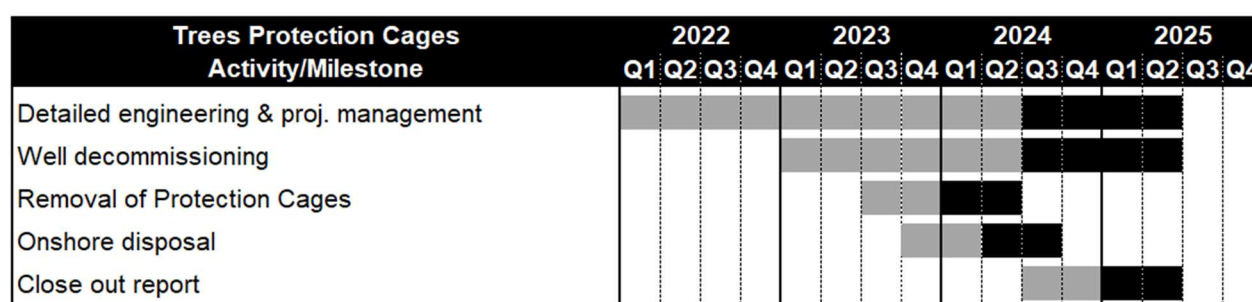 Trees Protection Cages 2022 2023 2024 2025
Activity/Milestone Q1 Q2 Q3 Q4 Q1 Q2 Q3 Q4 Q1 Q2 Q3 Q4 Q1 Q2 Q3 Q4
Detailed engineering & proj. management
Well decommissioning
Removal of Protection Cages
Onshore disposal
Close out report